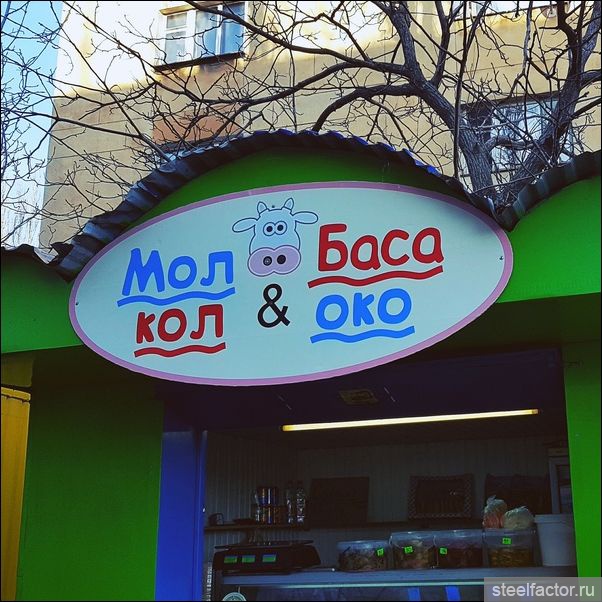 Мол Баса
кол & око
steelfactor.ru